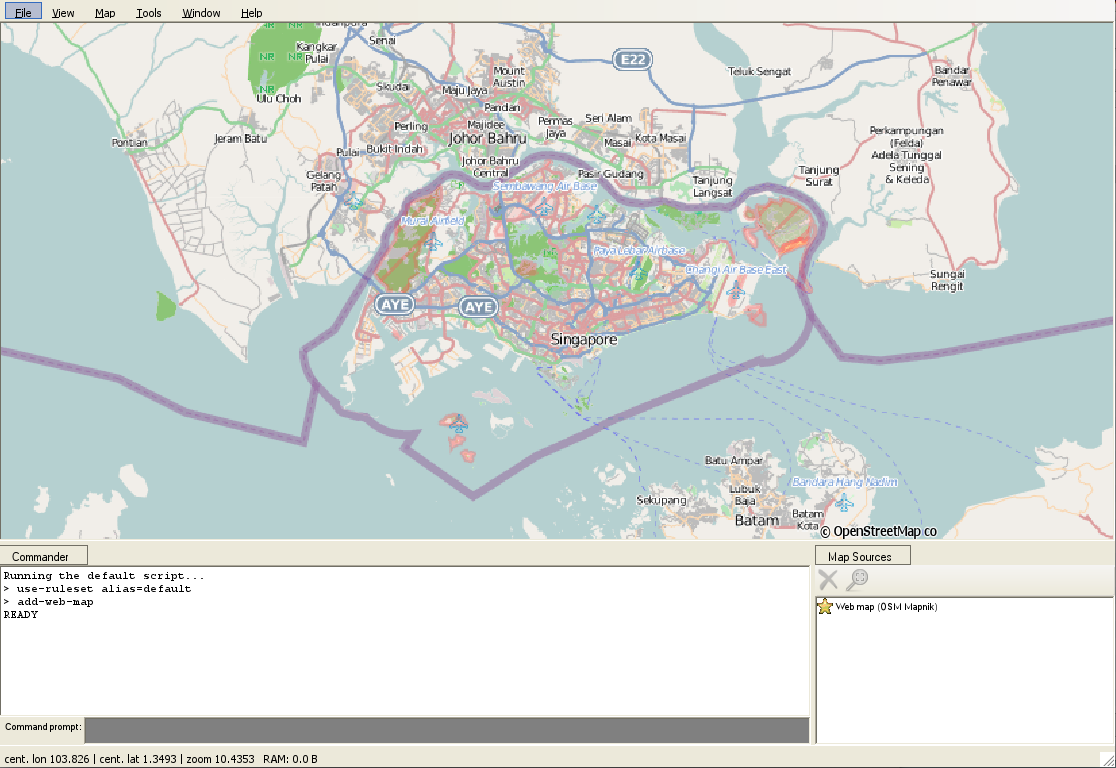 File View Map Tools Window Help
NR NR
Kangkar
Pulai
Senai
NR NR
NR
Ulu Choh
Skudai
Mount
Austin
Maju Jaya
Pandan
E22
Teluk Sengat
Bandar
Penawar
Pontian
Jeram Batu
Perling
Majidee
Johor Bahru
Permas
Jaya
Seri Alam
Masai
Kota Masai
Pulai
Bukit Indah
Johor Bahru
Central
Gelang
Patah
Pasir Gudang
Tanjung
Langsat
Tanjung
Surat
Perkampungan
(Felda)
Adela Tunggal
Sening
& Keleda
Sembawang Air Base
Murai Airfield
Paya Lebar Airbase
Changi Air Base East
Sungai
Rengit
AYE
AYE
Singapore
Batu Ampar
Lubuk
Baja
Sekupang
Batam
Batam
Kota
Bandara Hang Nadim
© OpenStreetMap co
Commander
Running the default script...
> use-ruleset alias=default
> add-web-map
READY
Command prompt:
Map Sources
Web map (OSM Mapnik)
cent. lon 103.826 | cent. lat 1.3493 | zoom 10.4353 RAM: 0.0 B